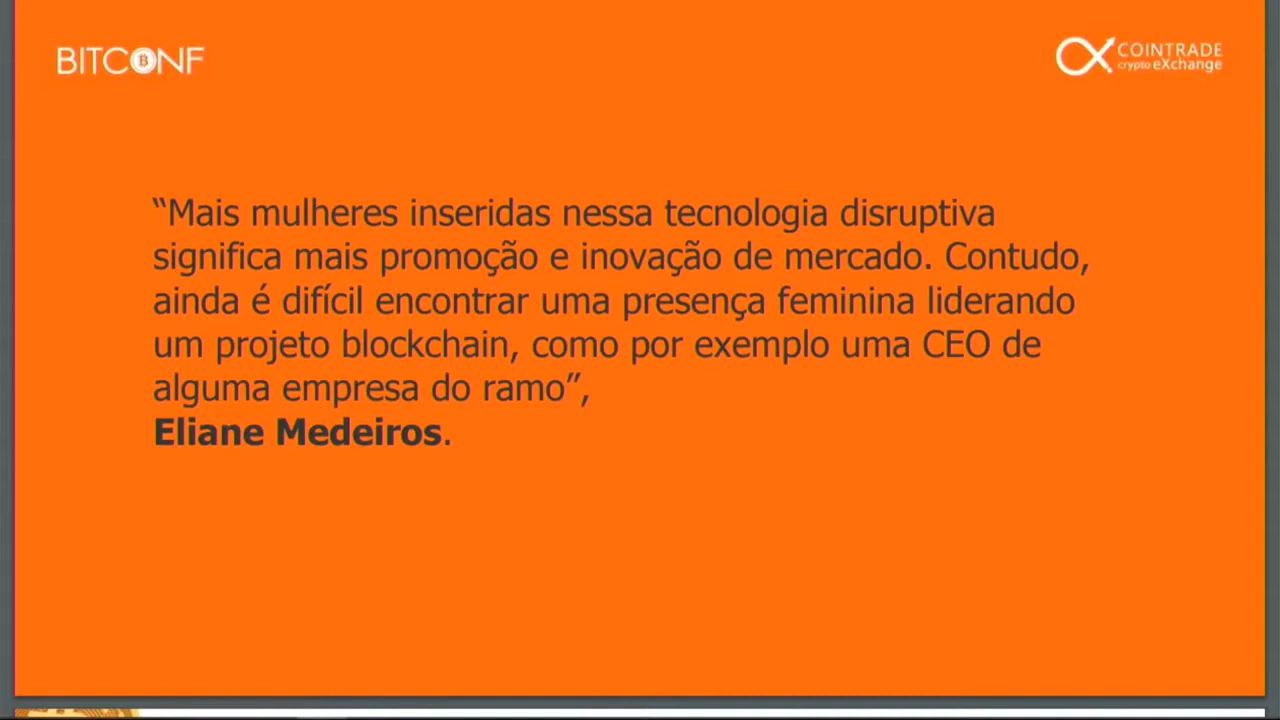 BITCONF
COINTRADE
crypto eXchange
“Mais mulheres inseridas nessa tecnologia disruptiva
significa mais promoção e inovação de mercado. Contudo,
ainda é difícil encontrar uma presença feminina liderando
um projeto blockchain, como por exemplo uma CEO de
alguma empresa do ramo”,
Eliane Medeiros.